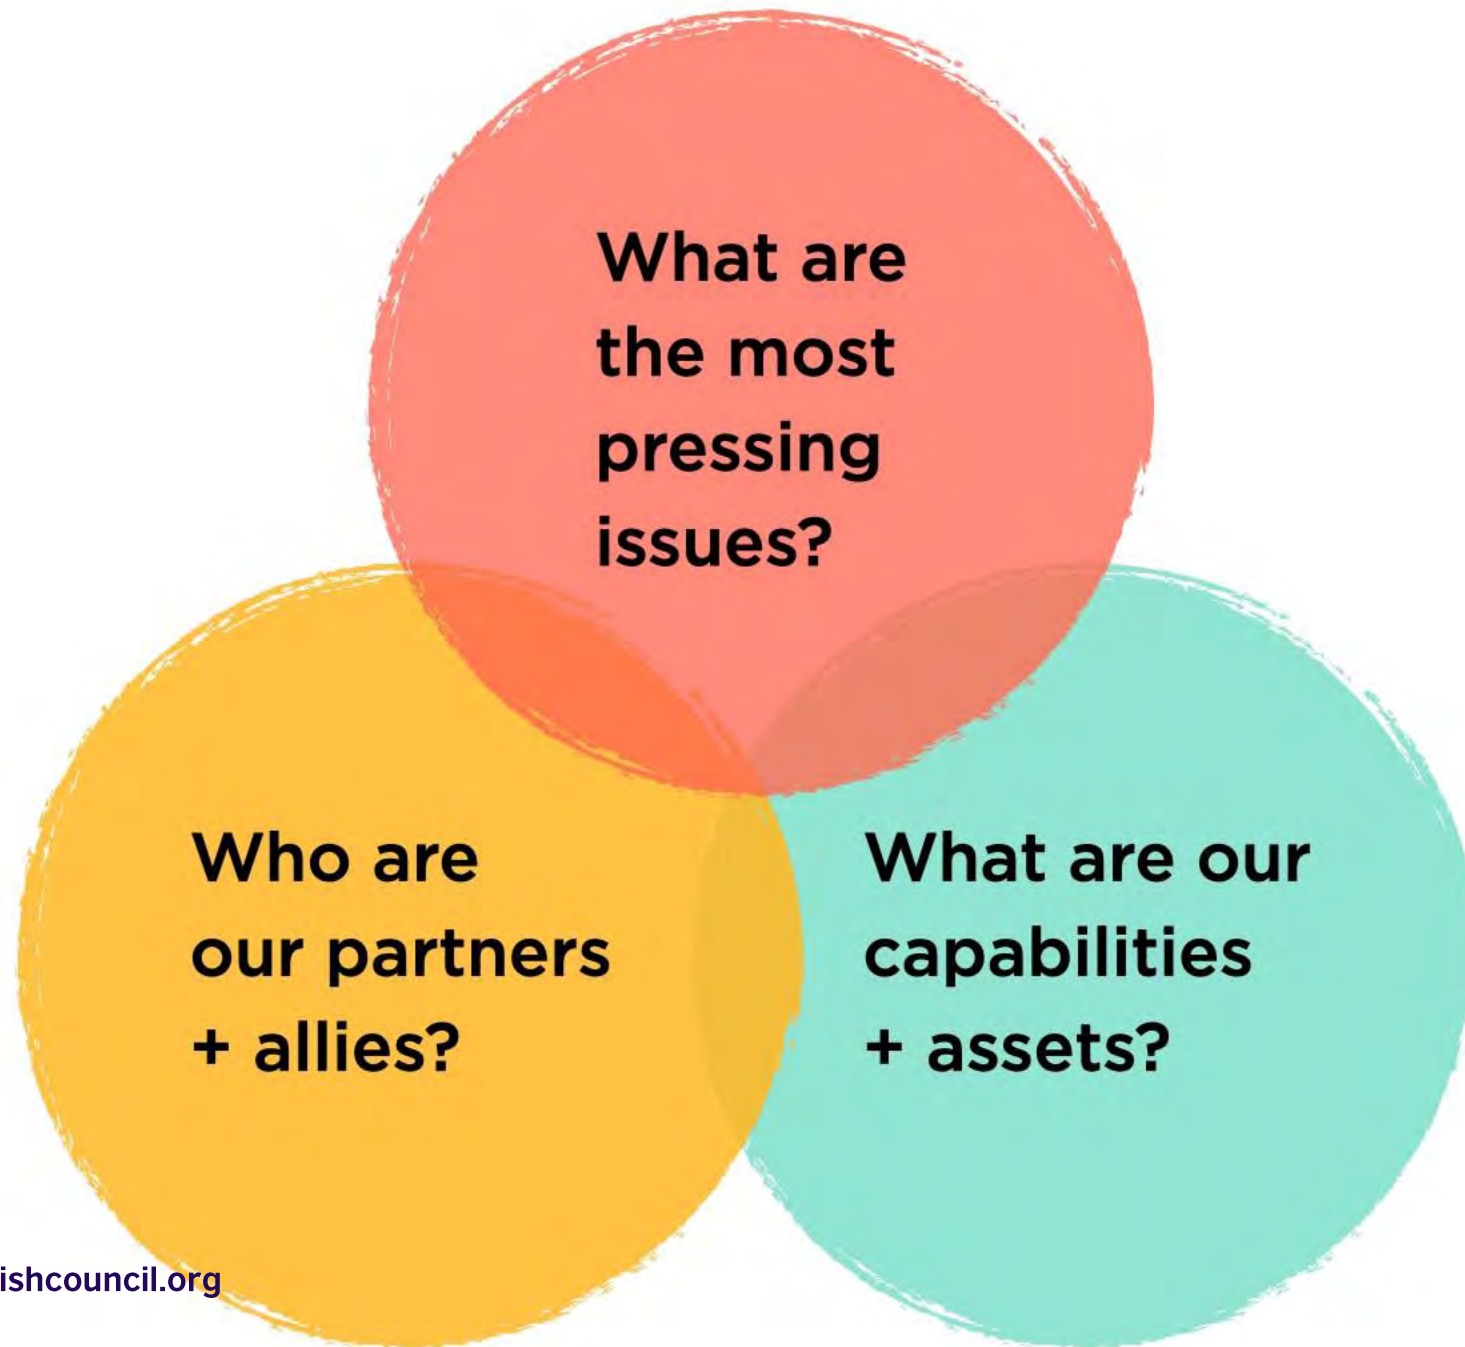 What are
the most
pressing
issues?
Who are
our partners
+ allies?
What are our
capabilities
+ assets?
ishcouncil.org